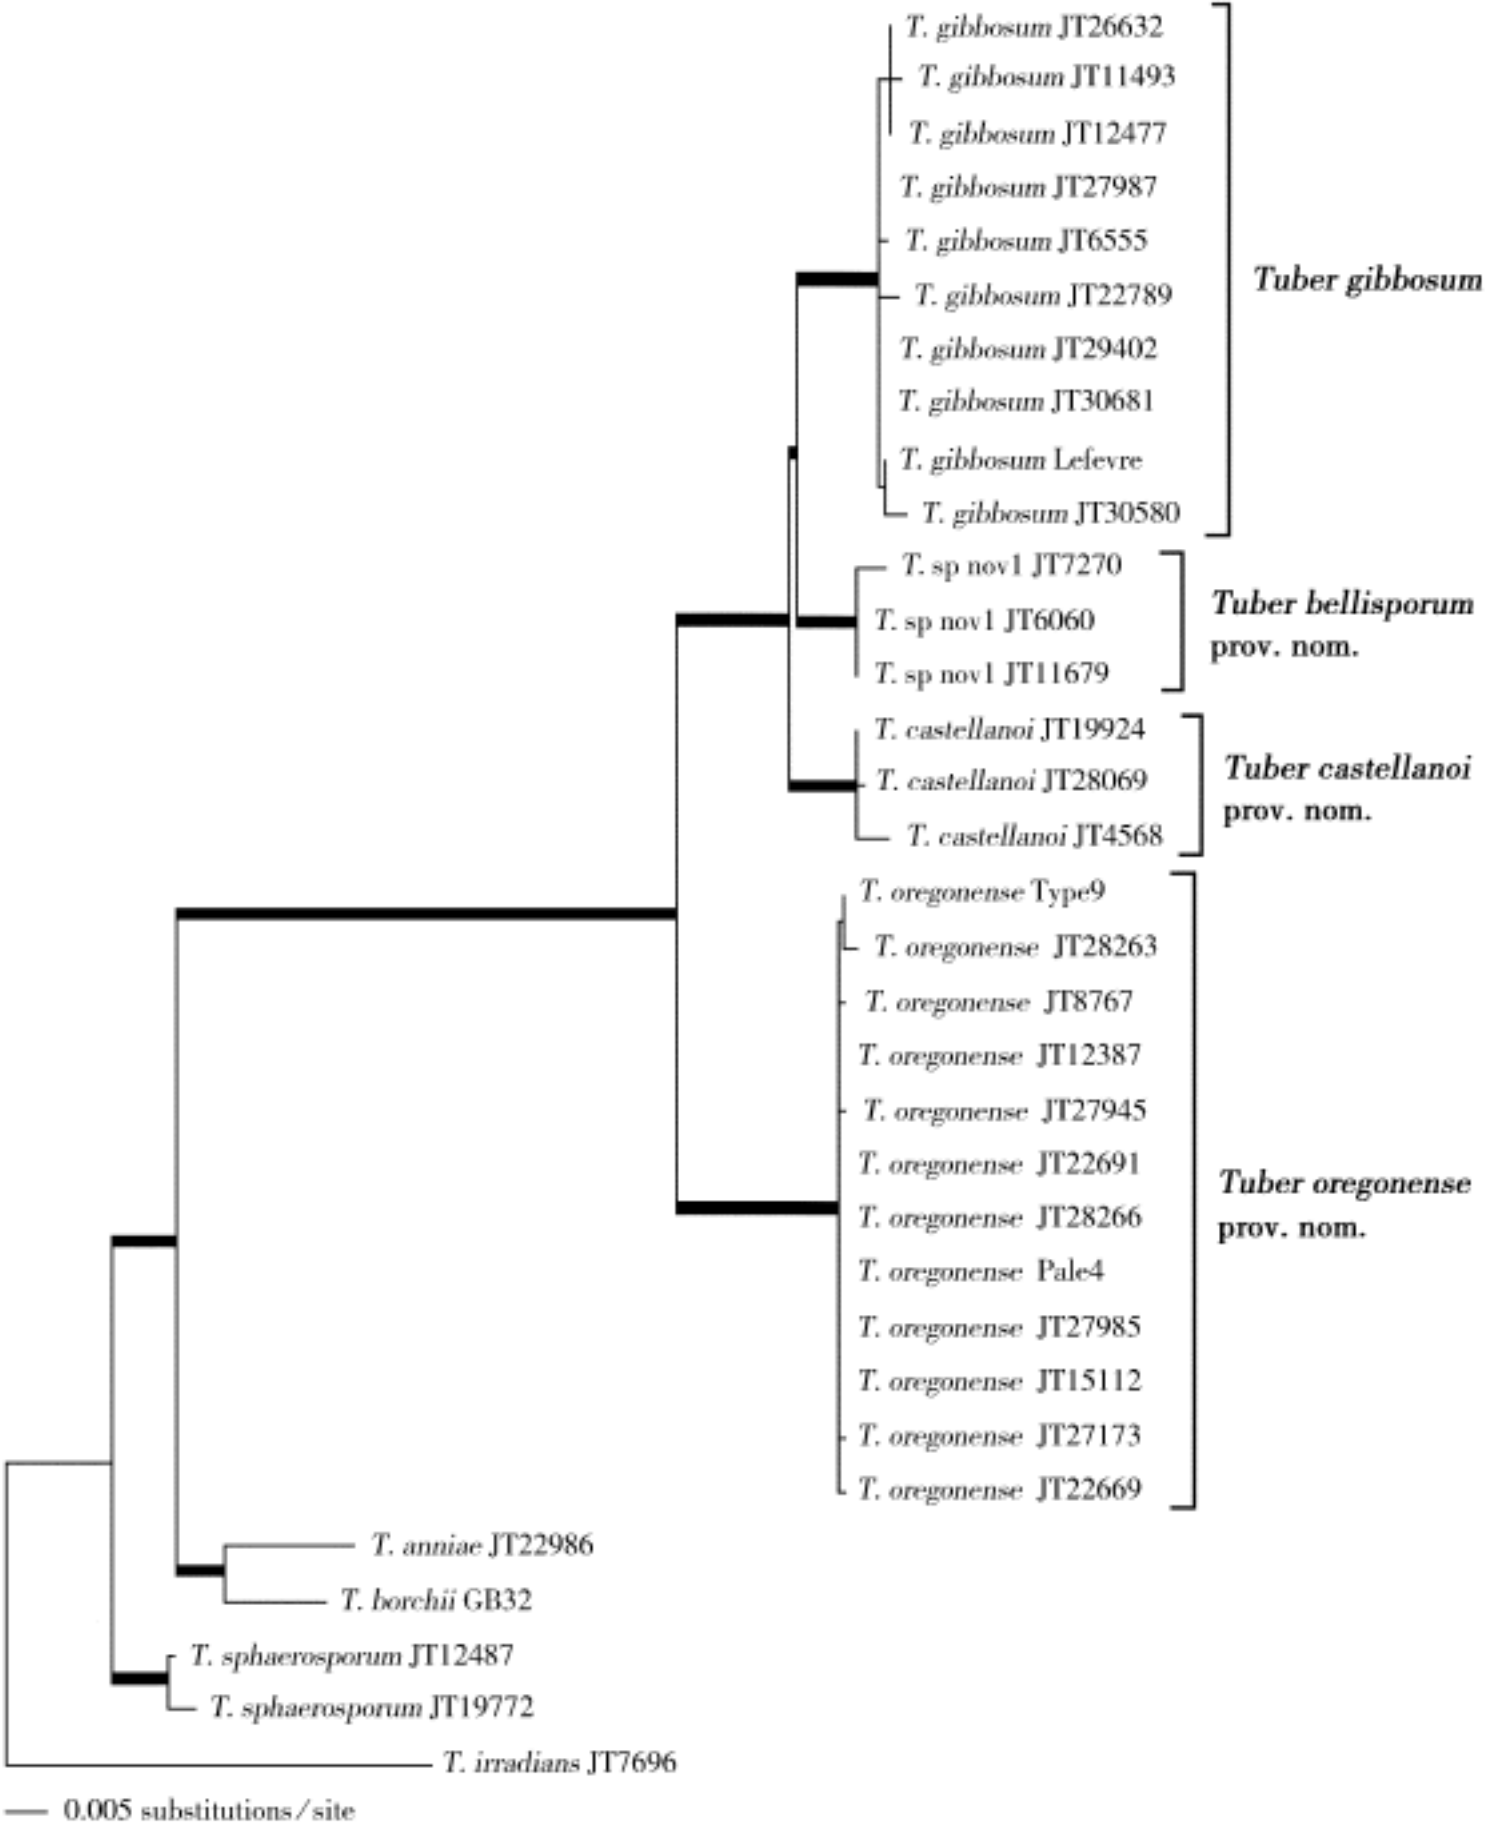 T. gibbosum JT26632
T. gibbosum JT11493
T. gibbosum JT12477
T. gibbosum JT27987
T. gibbosum JT6555
T. gibbosum JT22789
T. gibbosum JT29402
T. gibbosum JT30681
T. gibbosum Lefevre
T. gibbosum JT30580
Tuber gibbosum
T. sp nov1 JT7270
T. sp nov1 JT6060
T. sp nov1 JT11679
Tuber bellisporum
prov. nom.
T. castellanoi JT19924
T. castellanoi JT28069
T. castellanoi JT4568
Tuber castellanoi
prov. nom.
T. oregonense Type9
T. oregonense JT28263
T. oregonense JT8767
T. oregonense JT12387
T. oregonense JT27945
T. oregonense JT22691
T. oregonense JT28266
T. oregonense Pale4
T. oregonense JT27985
T. oregonense JT15112
T. oregonense JT27173
T. oregonense JT22669
Tuber oregonense
prov. nom.
T. anniae JT22986
T. borchii GB32
T. sphaerosporum JT12487
T. sphaerosporum JT19772
T. irradians JT7696
0.005 substitutions/site